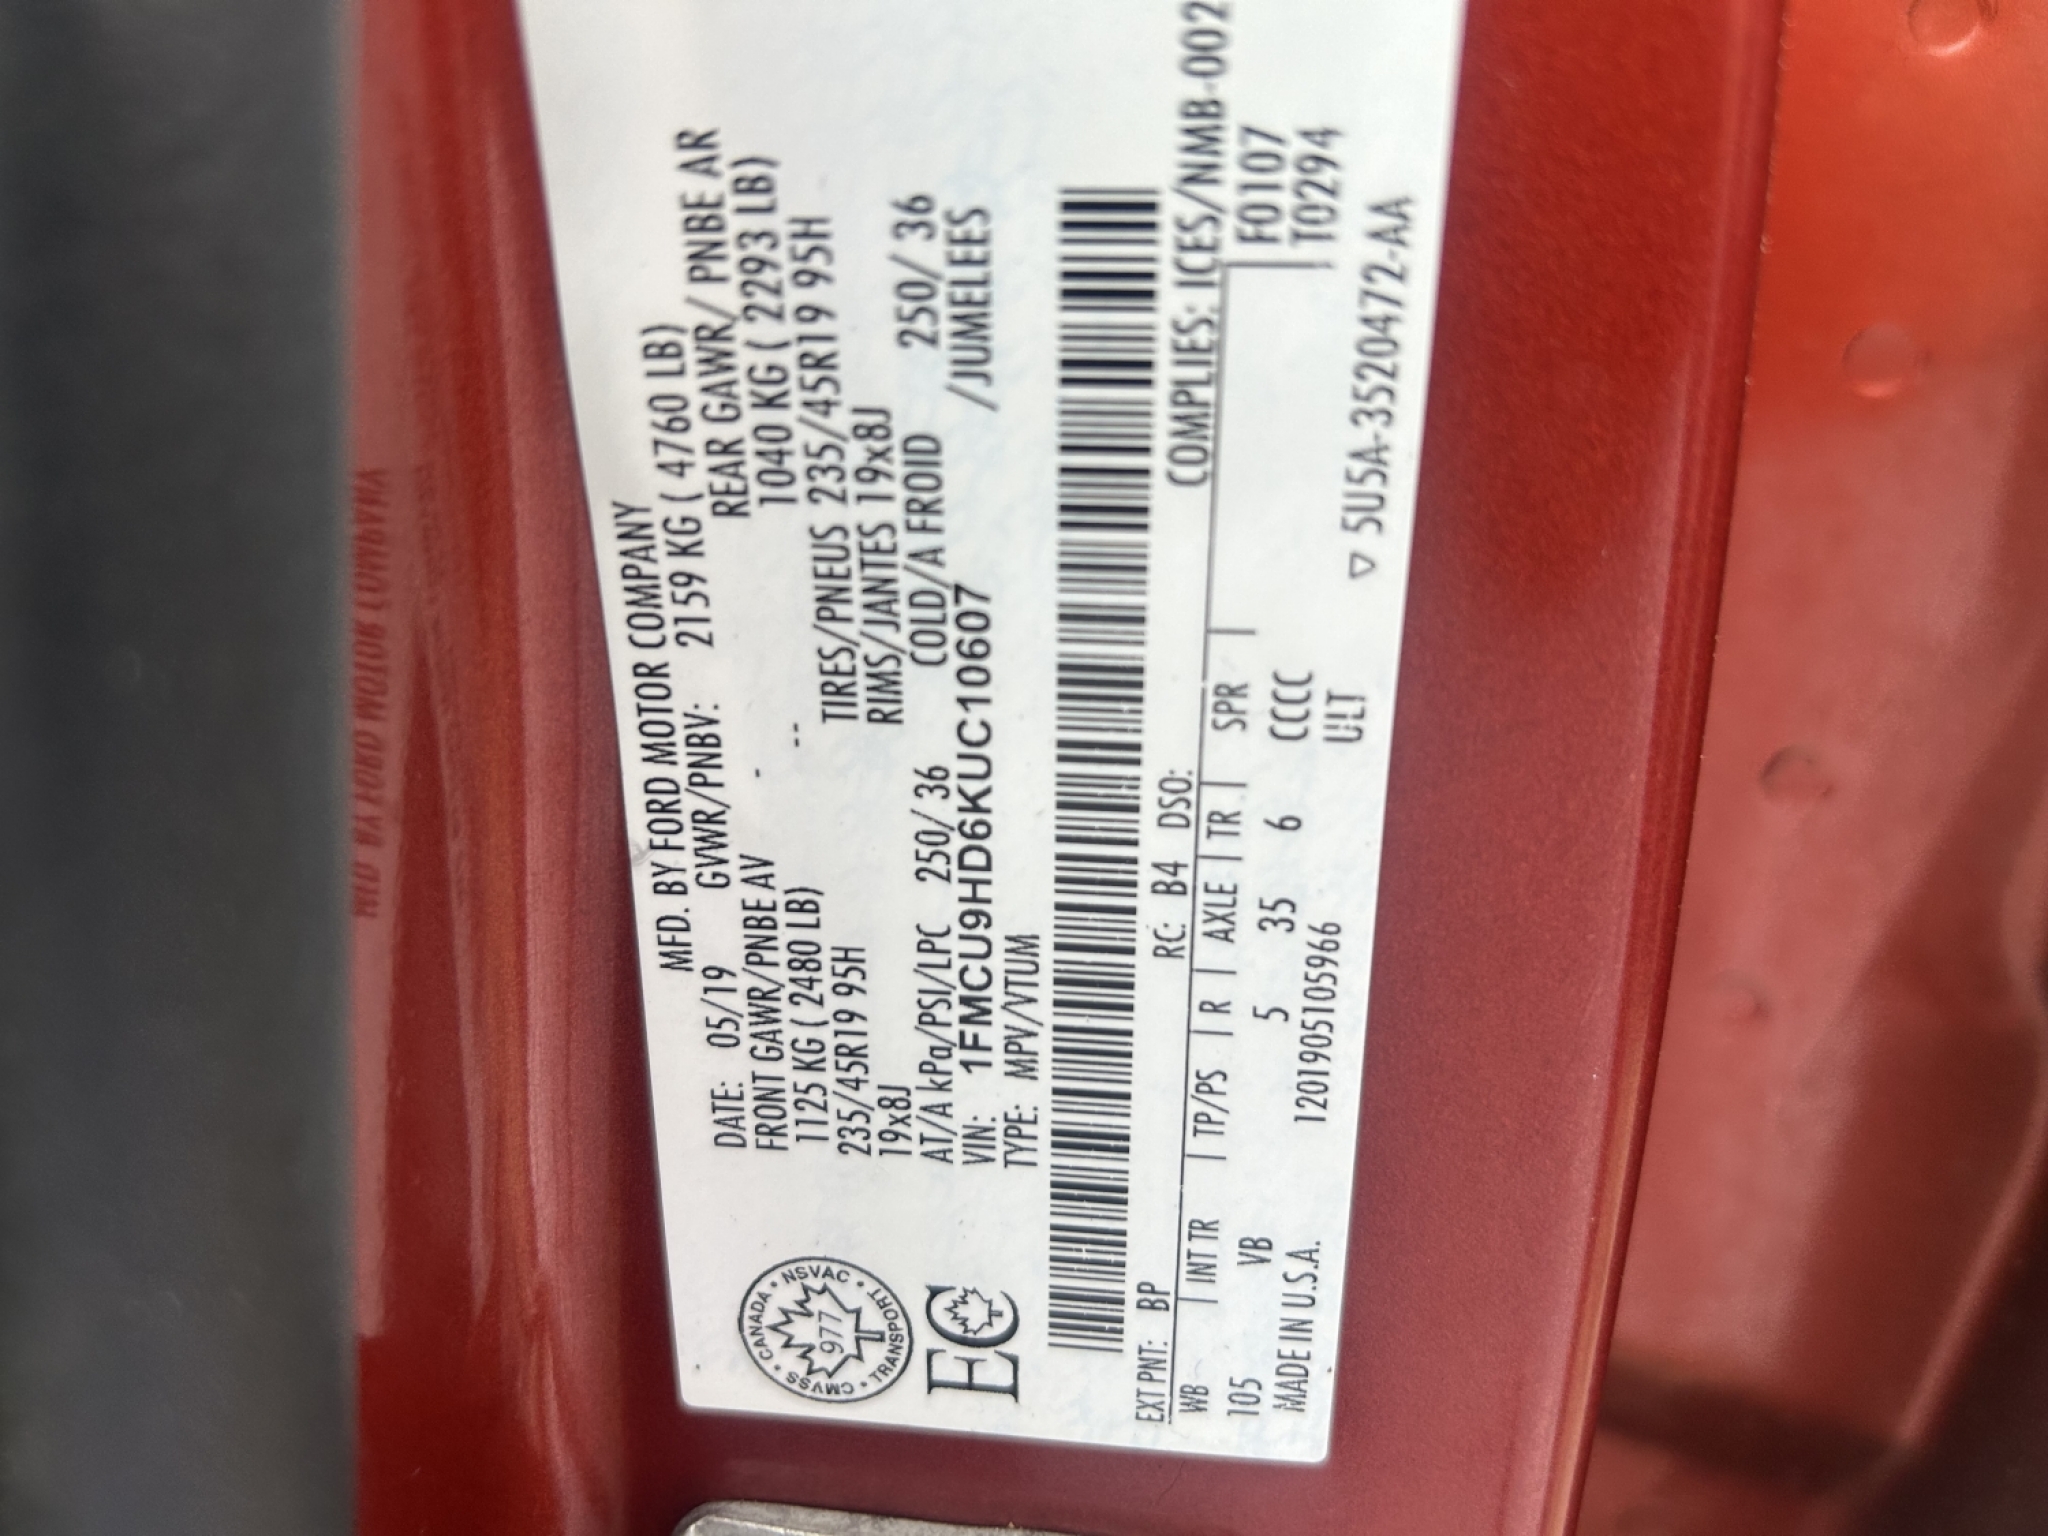 MFD. BY FORD MOTOR COMPANY
DATE: 05/19 GVWR/PNBV: 2159 KG ( 4760 LB)
FRONT GAWR/PNBE AV - REAR GAWR/ PNBE AR
1125 KG ( 2480 LB) -- 1040 KG ( 2293 LB)
235/45R19 95H TIRES/PNEUS 235/45R19 95H
19x8J RIMS/JANTES 19x8J
AT/A kPa/PSI/LPC 250/ 36 COLD/A FROID 250/ 36
VIN: 1FMCU9HD6KUC10607 /JUMELEES
TYPE: MPV/VTUM
CANADA • NSVAC • TRANSPORT • CMVSS •
977
EC
EXT PNT: BP RC: B4 DSO: COMPLIES: ICES/NMB-002
WB | INT TR | TP/PS | R | AXLE | TR | SPR | F0107
105 VB 5 35 6 CCCC T0294
MADE IN U.S.A. 1201905105966 ULT
▽ 5U5A-3520472-AA